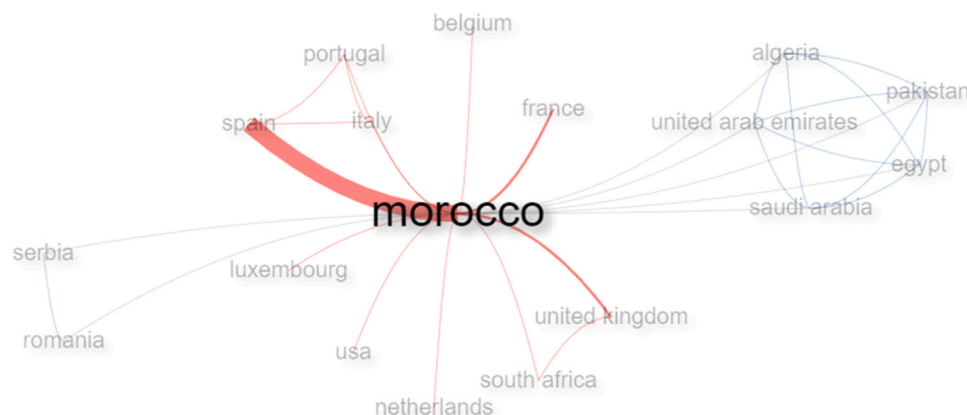 belgium
portugal
algeria
pakistan
france
spain
italy
united arab emirates
egypt
morocco
saudi arabia
serbia
luxembourg
united kingdom
romania
usa
south africa
netherlands